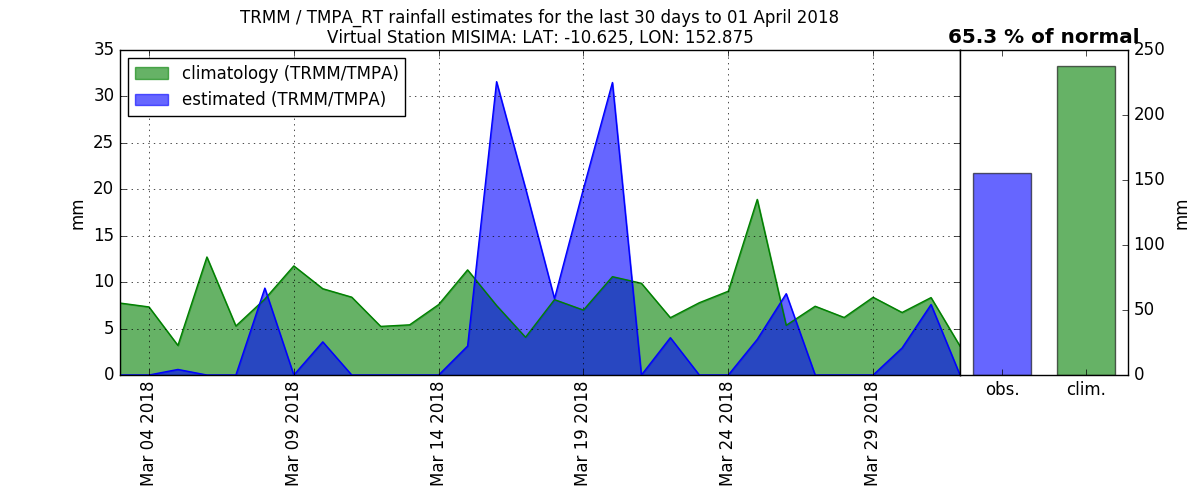 TRMM / TMPA_RT rainfall estimates for the last 30 days to 01 April 2018
Virtual Station MISIMA: LAT: -10.625, LON: 152.875
65.3 % of normal
climatology (TRMM/TMPA)
estimated (TRMM/TMPA)
35
30
25
20
15
10
5
0
mm
Mar 04 2018
Mar 09 2018
Mar 14 2018
Mar 19 2018
Mar 24 2018
Mar 29 2018
obs.
clim.
250
200
150
100
50
0
mm